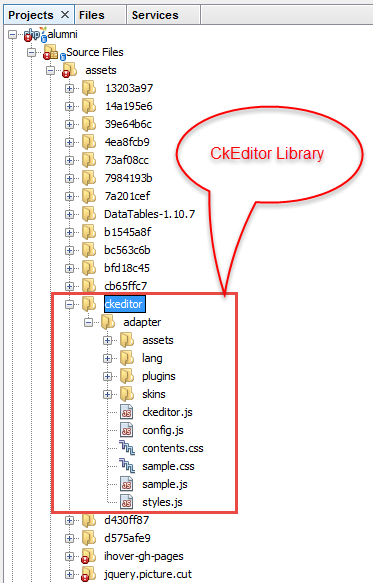 Projects × Files Services
alumni
Source Files
assets
13203a97
14a195e6
39e64b6c
4ea8fcb9
73af08cc
7984193b
7a201cef
DataTables-1.10.7
b1545a8f
bc563c6b
bfd18c45
cb65ffc7
ckeditor
adapter
assets
lang
plugins
skins
ckeditor.js
config.js
contents.css
sample.css
sample.js
styles.js
d430ff87
d575afe9
ihover-gh-pages
jquery.picture.cut
CkEditor Library